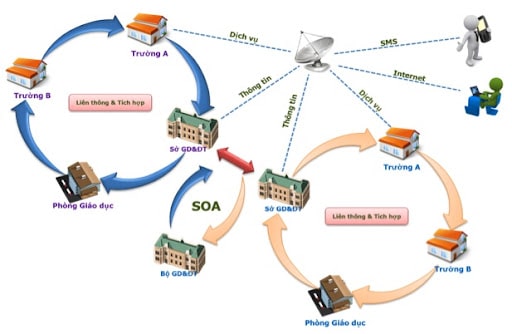 Dịch vụ
SMS
Trường A
Internet
Trường B
Thông tin
Liên thông & Tích hợp
Thông tin
Dịch vụ
Sở GD&ĐT
Trường A
Phòng Giáo dục
SOA
Sở GD&ĐT
Liên thông & Tích hợp
Bộ GD&ĐT
Trường B
Phòng Giáo dục